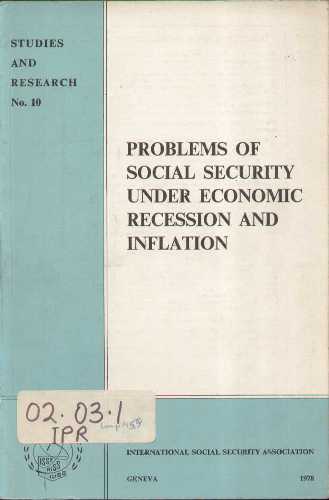 STUDIES
AND
RESEARCH
No. 10
PROBLEMS OF
SOCIAL SECURITY
UNDER ECONOMIC
RECESSION AND
INFLATION
02.03.1
IPR
INTERNATIONAL SOCIAL SECURITY ASSOCIATION
GENEVA
1978